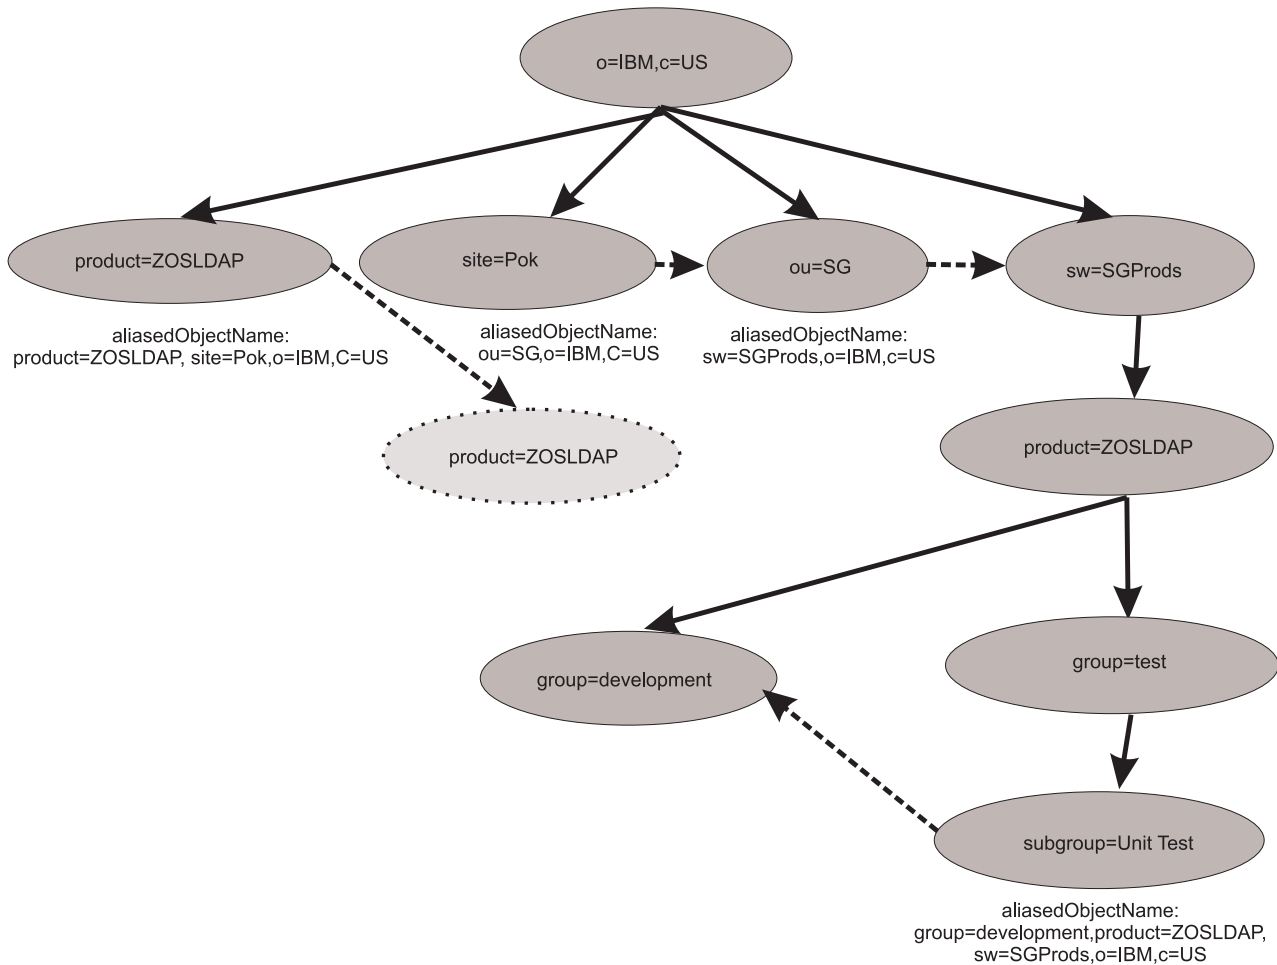 o=IBM,c=US
product=ZOSLDAP
site=Pok
ou=SG
sw=SGProds
aliasedObjectName:
product=ZOSLDAP, site=Pok,o=IBM,C=US
aliasedObjectName:
ou=SG,o=IBM,C=US
aliasedObjectName:
sw=SGProds,o=IBM,c=US
product=ZOSLDAP
product=ZOSLDAP
group=development
group=test
subgroup=Unit Test
aliasedObjectName:
group=development,product=ZOSLDAP,
sw=SGProds,o=IBM,c=US